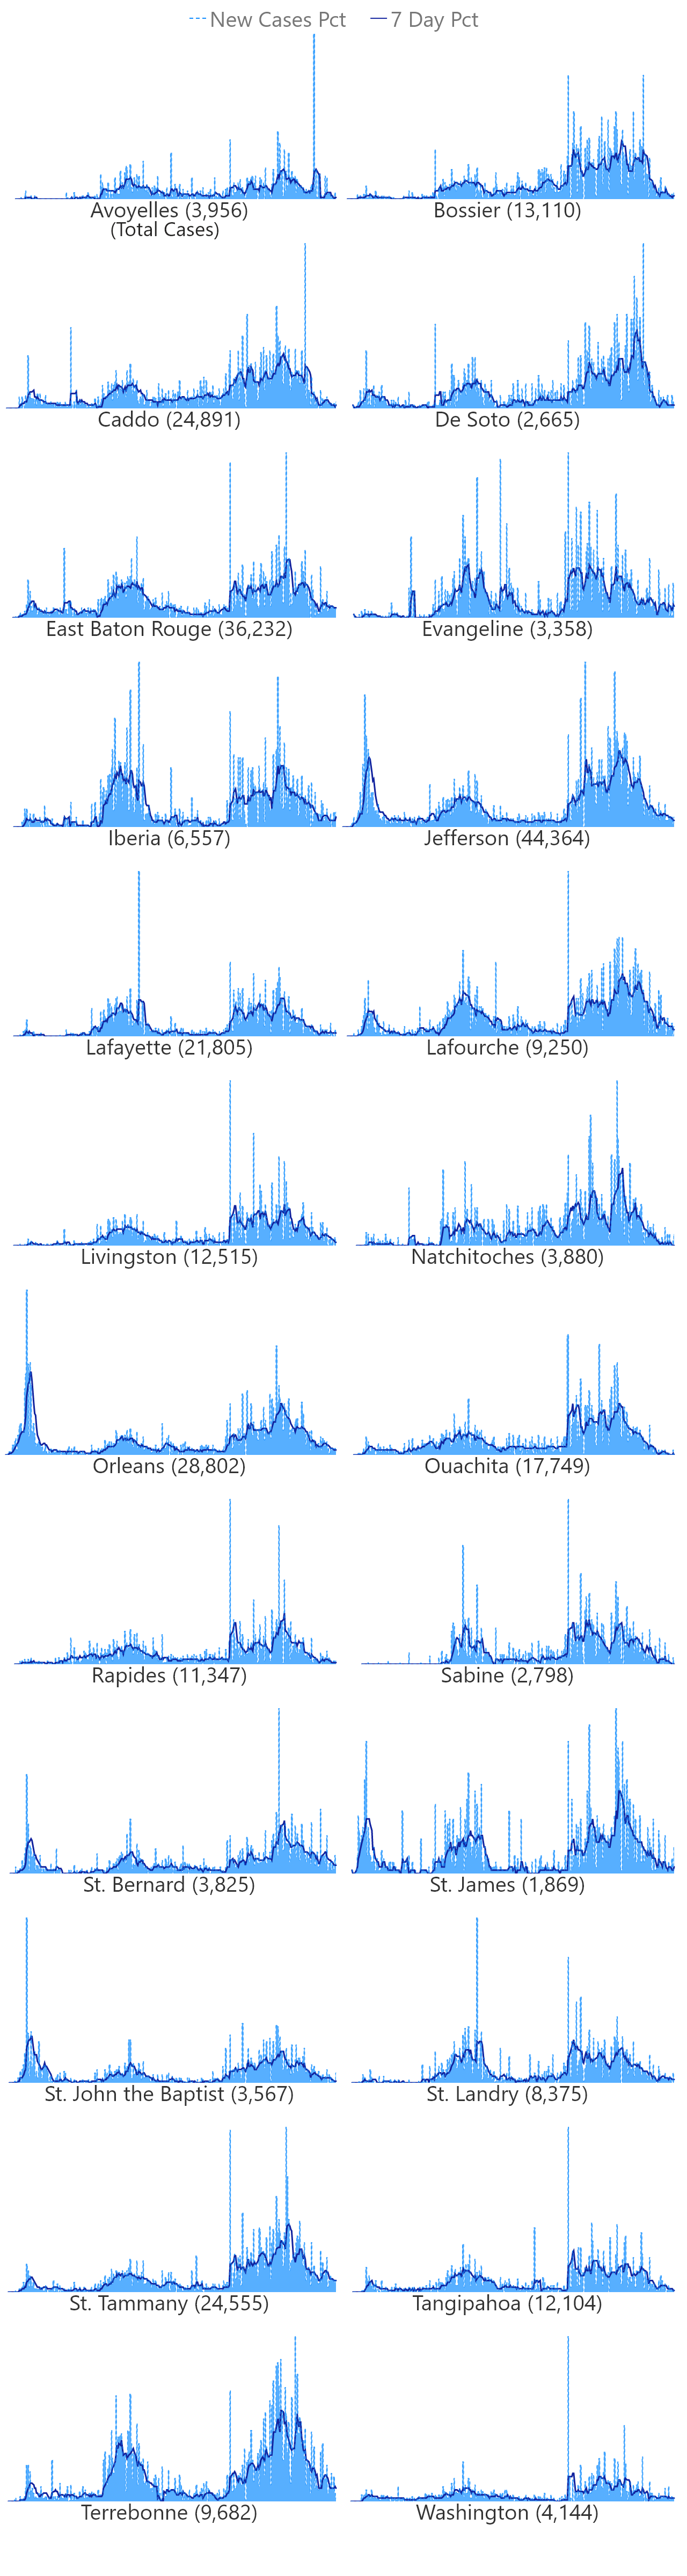 New Cases Pct 7 Day Pct
Avoyelles (3,956) Bossier (13,110)
(Total Cases)
Caddo (24,891) De Soto (2,665)
East Baton Rouge (36,232) Evangeline (3,358)
Iberia (6,557) Jefferson (44,364)
Lafayette (21,805) Lafourche (9,250)
Livingston (12,515) Natchitoches (3,880)
Orleans (28,802) Ouachita (17,749)
Rapides (11,347) Sabine (2,798)
St. Bernard (3,825) St. James (1,869)
St. John the Baptist (3,567) St. Landry (8,375)
St. Tammany (24,555) Tangipahoa (12,104)
Terrebonne (9,682) Washington (4,144)